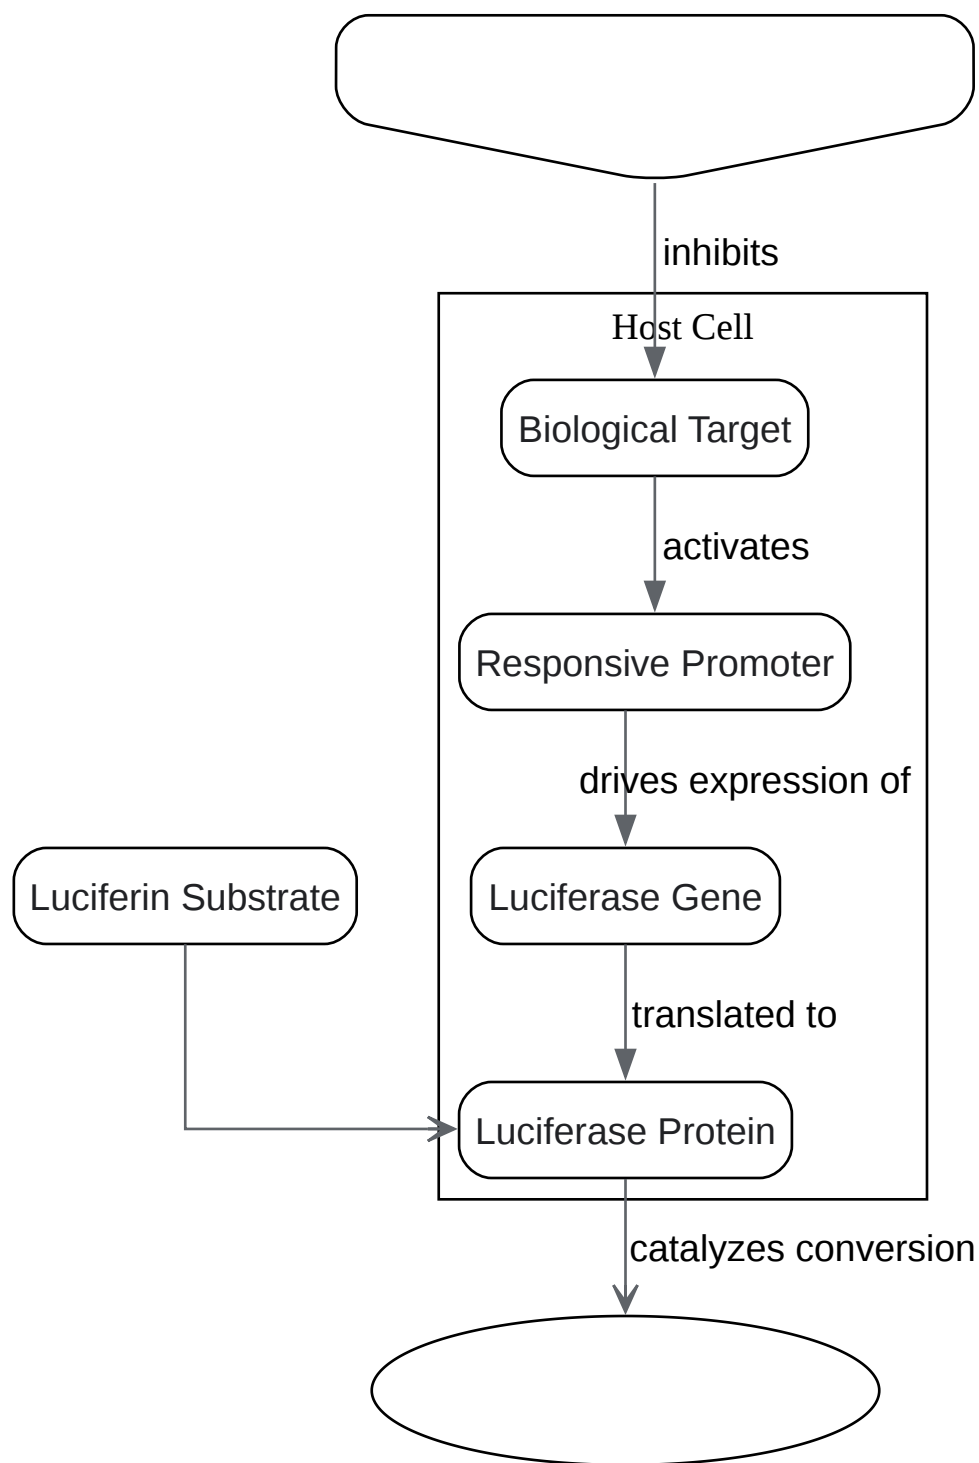 inhibits
Host Cell
Biological Target
activates
Responsive Promoter
drives expression of
Luciferin Substrate
Luciferase Gene
translated to
Luciferase Protein
catalyzes conversion